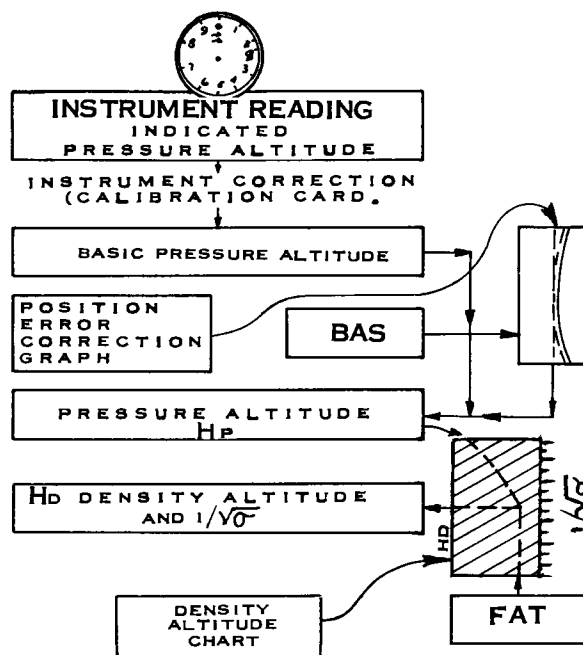 INSTRUMENT READING
INDICATED
PRESSURE ALTITUDE
INSTRUMENT CORRECTION
(CALIBRATION CARD.
BASIC PRESSURE ALTITUDE
POSITION
ERROR
CORRECTION
GRAPH
BAS
PRESSURE ALTITUDE
HP
HD DENSITY ALTITUDE
AND 1/√σ
HD
1/√σ
DENSITY
ALTITUDE
CHART
FAT